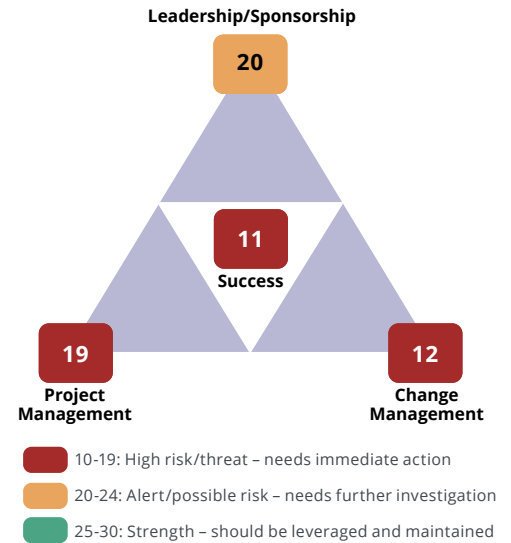 Leadership/Sponsorship
20
11
Success
19
Project
Management
12
Change
Management
10-19: High risk/threat – needs immediate action
20-24: Alert/possible risk – needs further investigation
25-30: Strength – should be leveraged and maintained